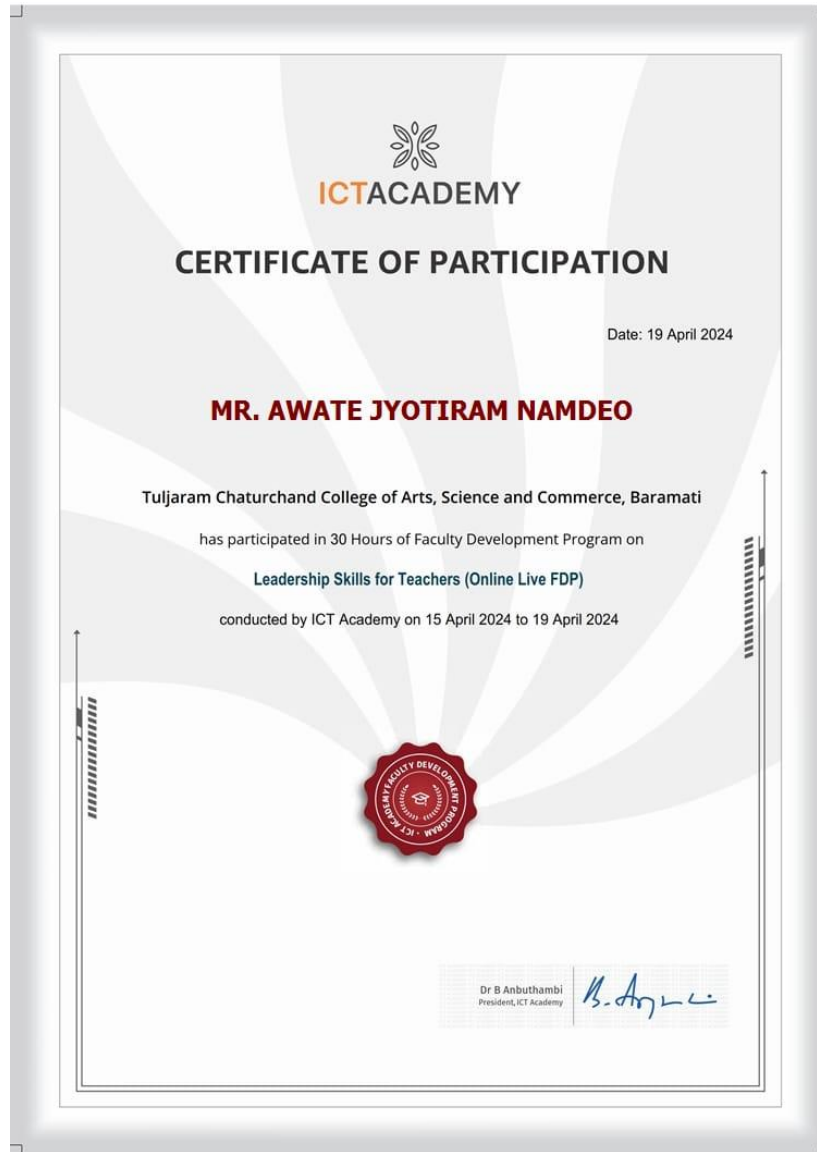 ICTACADEMY
CERTIFICATE OF PARTICIPATION
Date: 19 April 2024
MR. AWATE JYOTIRAM NAMDEO
Tuljaram Chaturchand College of Arts, Science and Commerce, Baramati
has participated in 30 Hours of Faculty Development Program on
Leadership Skills for Teachers (Online Live FDP)
conducted by ICT Academy on 15 April 2024 to 19 April 2024
ICT ACADEMY FACULTY DEVELOPMENT PROGRAM
Dr B Anbuthambi
President, ICT Academy